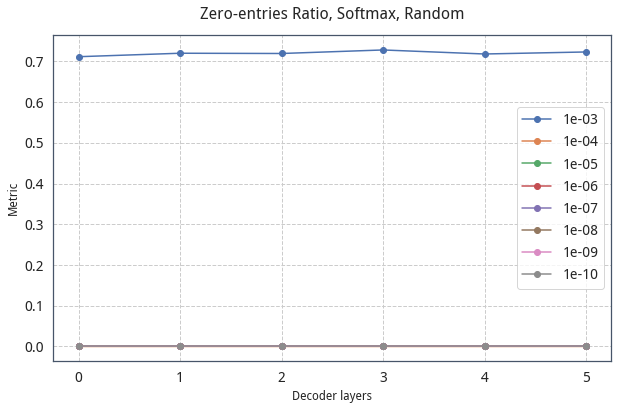 Zero-entries Ratio, Softmax, Random
Metric
0.7
0.6
0.5
0.4
0.3
0.2
0.1
0.0
1e-03
1e-04
1e-05
1e-06
1e-07
1e-08
1e-09
1e-10
0 1 2 3 4 5
Decoder layers